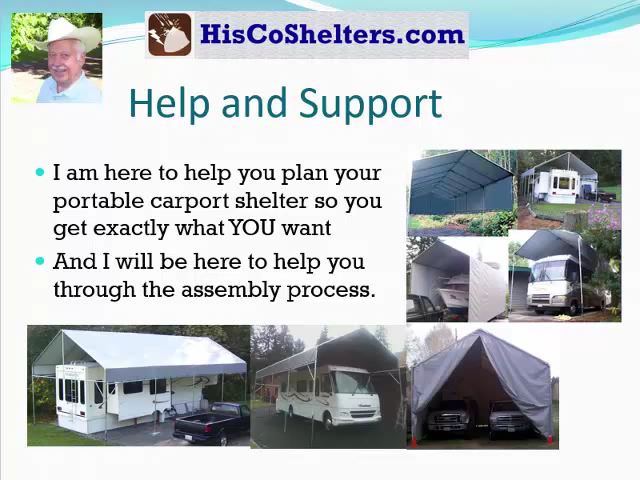 HisCoShelters.com
Help and Support
• I am here to help you plan your
portable carport shelter so you
get exactly what YOU want
• And I will be here to help you
through the assembly process.